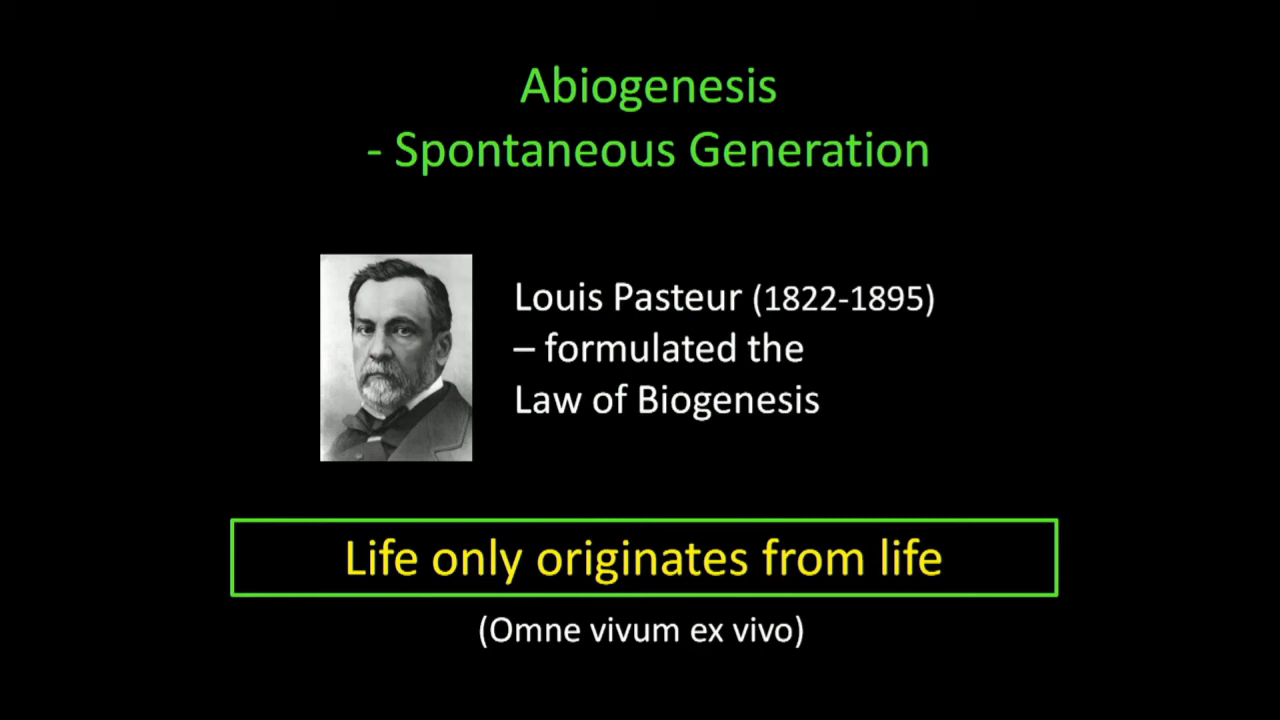 Abiogenesis
- Spontaneous Generation
Louis Pasteur (1822-1895)
– formulated the
Law of Biogenesis
Life only originates from life
(Omne vivum ex vivo)